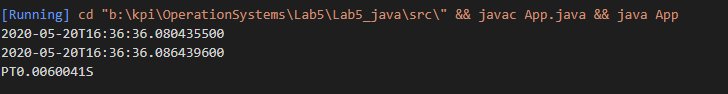 [Running] cd "b:\kpi\OperationSystems\Lab5\Lab5_java\src\" && javac App.java && java App
2020-05-20T16:36:36.080435500
2020-05-20T16:36:36.086439600
PT0.0060041S